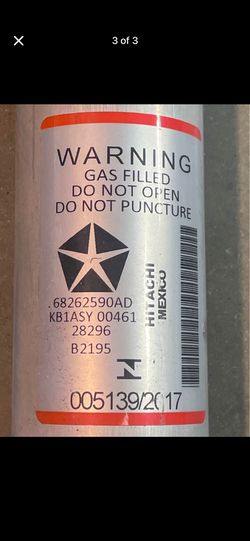 3 of 3
WARNING
GAS FILLED
DO NOT OPEN
DO NOT PUNCTURE
.68262590AD
KB1ASY 00461
28296
B2195
HITACHI
MEXICO
N
005139/2017